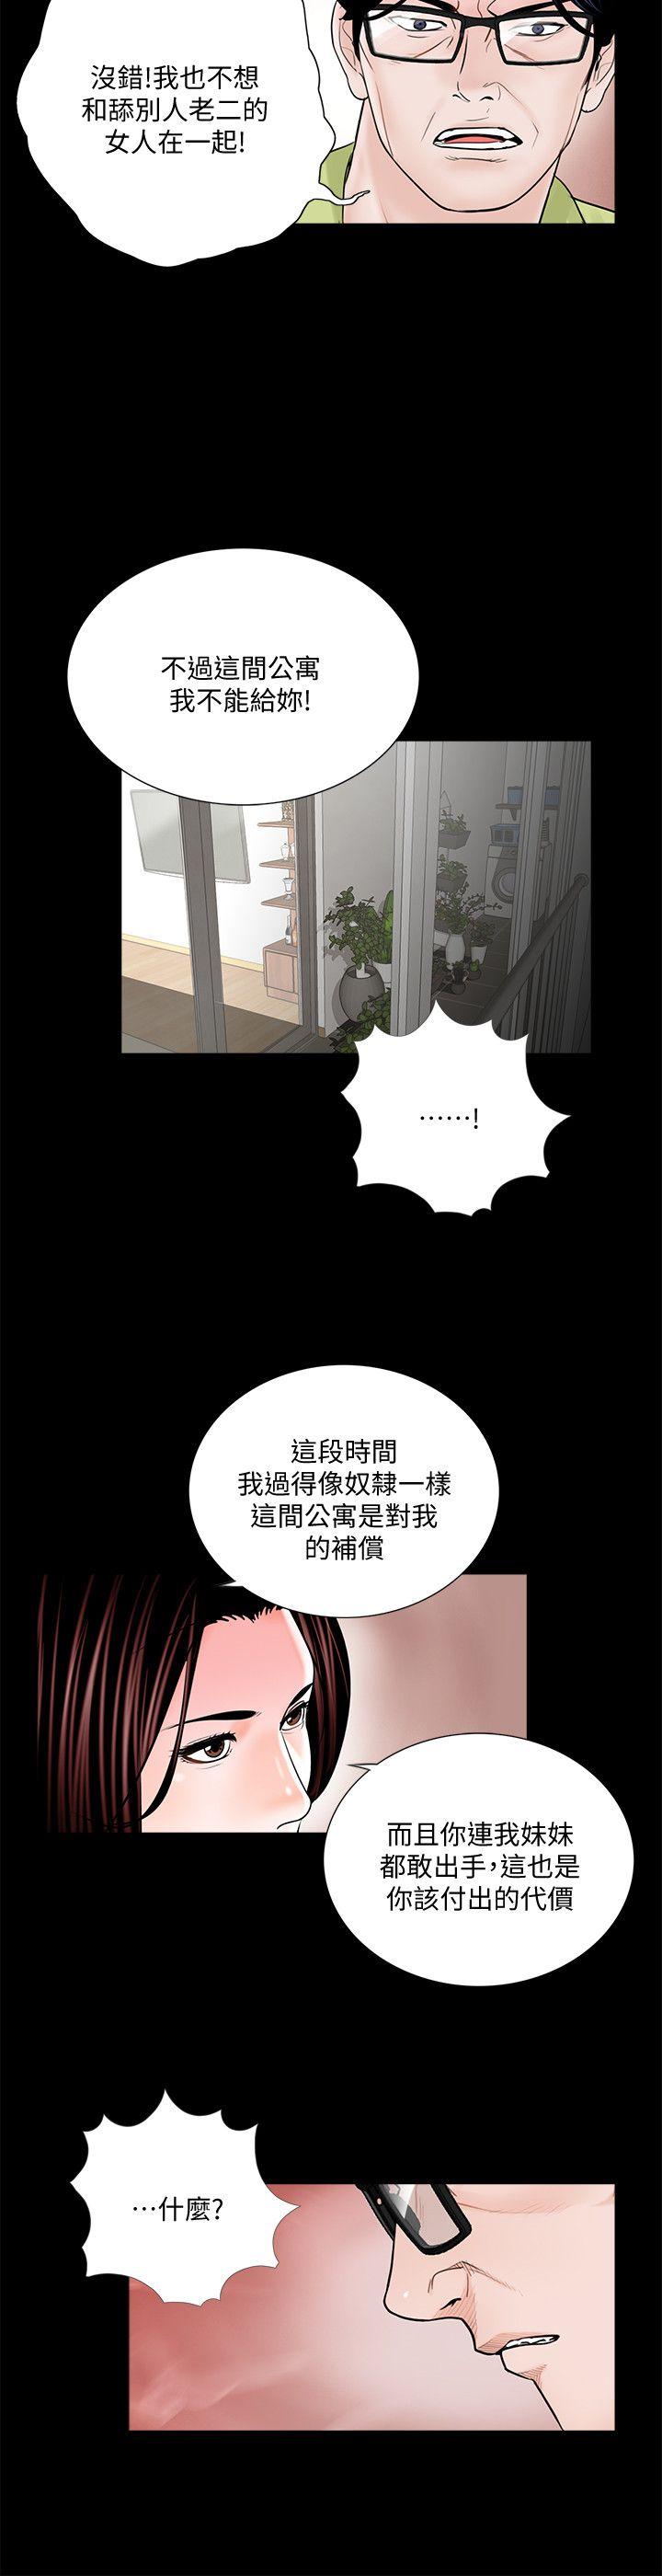 沒錯!我也不想
和舔別人老二的
女人在一起!
不過這間公寓
我不能給妳!
……!
這段時間
我過得像奴隸一樣
這間公寓是對我
的補償
而且你連我妹妹
都敢出手,這也是
你該付出的代價
…什麼?